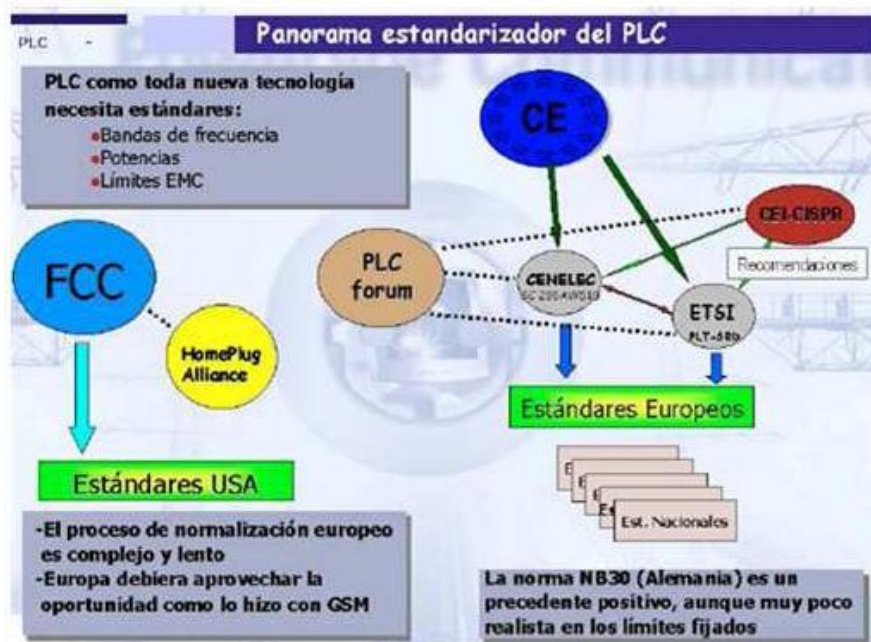 PLC -
Panorama estandarizador del PLC
PLC como toda nueva tecnología
necesita estándares:
•Bandas de frecuencia
•Potencias
•Límites EMC
CE
CEI-CISPR
Recomendaciones
PLC
forum
CENELEC
ETSI
FCC
HomePlug
Alliance
Estándares Europeos
Estándares USA
Est. Nacionales
-El proceso de normalización europeo
es complejo y lento
-Europa debiera aprovechar la
oportunidad como lo hizo con GSM
La norma NB30 (Alemania) es un
precedente positivo, aunque muy poco
realista en los límites fijados